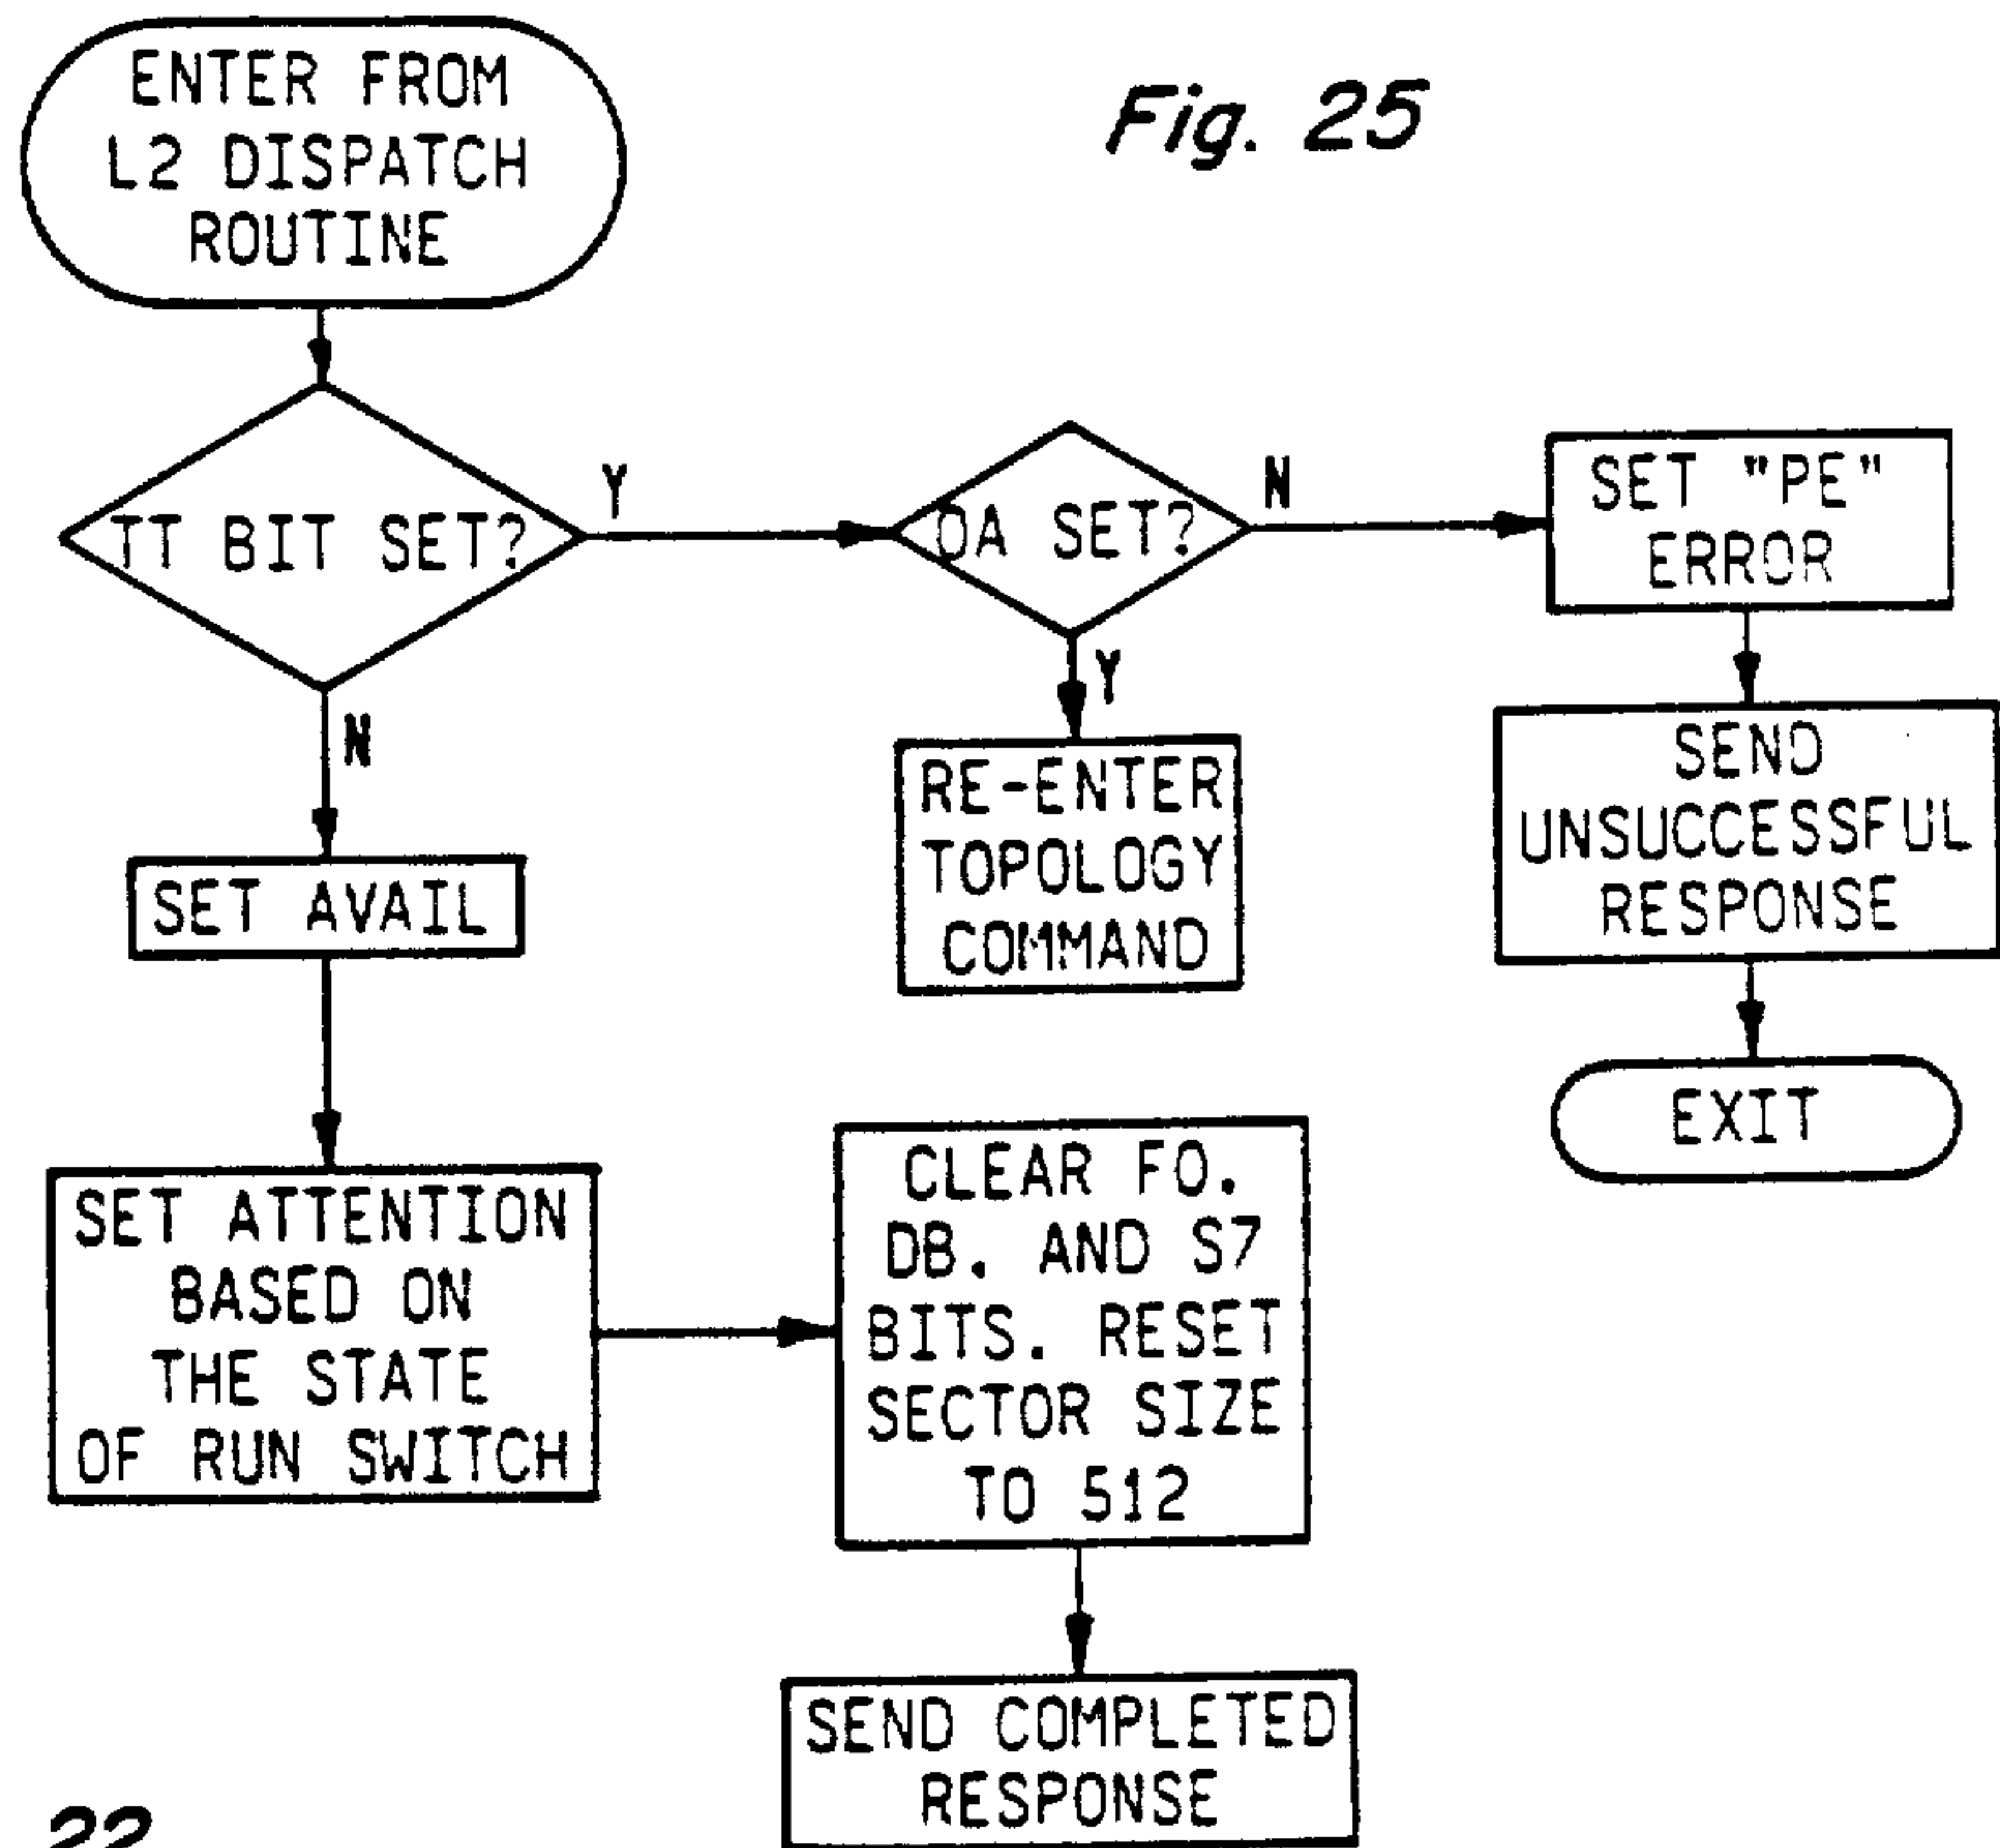 ENTER FROM
L2 DISPATCH
ROUTINE
Fig. 25
TT BIT SET?
Y
N
OA SET?
N
Y
SET "PE"
ERROR
SEND
UNSUCCESSFUL
RESPONSE
EXIT
RE-ENTER
TOPOLOGY
COMMAND
SET AVAIL
SET ATTENTION
BASED ON
THE STATE
OF RUN SWITCH
CLEAR FO.
DB. AND S7
BITS. RESET
SECTOR SIZE
TO 512
SEND COMPLETED
RESPONSE
22